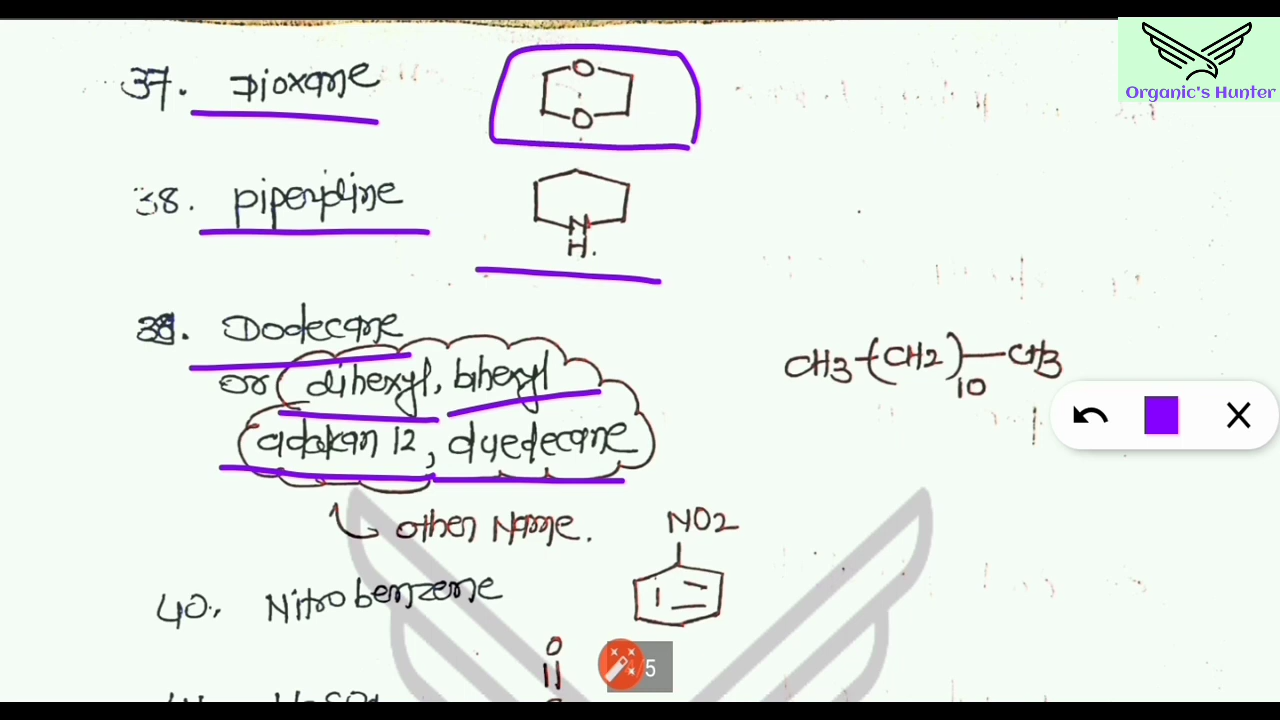 Organic's Hunter
37. Dioxane
O
O
38. piperidine
N
H.
39. Dodecane
or dihexyl, bihexyl
adakan 12, duodecane
CH3-(CH2)10-CH3
other Name.
NO2
40. Nitrobenzene
O
5